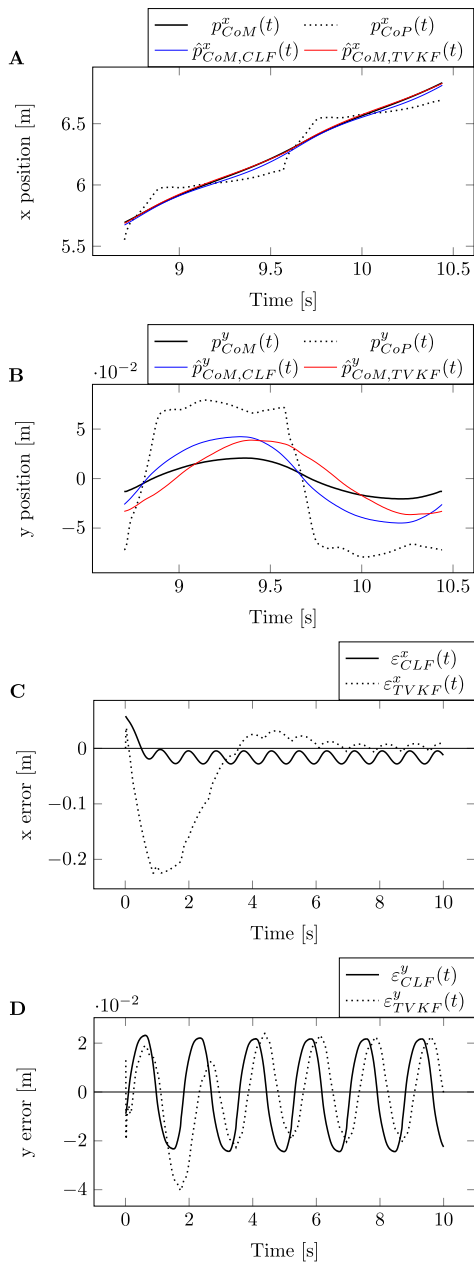 p^x_{CoM}(t) p^x_{CoP}(t)
p̂^x_{CoM,CLF}(t) p̂^x_{CoM,TVKF}(t)
A
6.5
6
5.5
x position [m]
9 9.5 10 10.5
Time [s]
p^y_{CoM}(t) p^y_{CoP}(t)
p̂^y_{CoM,CLF}(t) p̂^y_{CoM,TVKF}(t)
B
·10−2
5
0
−5
y position [m]
9 9.5 10 10.5
Time [s]
ε^x_{CLF}(t)
ε^x_{TVKF}(t)
C
0
−0.1
−0.2
x error [m]
0 2 4 6 8 10
Time [s]
ε^y_{CLF}(t)
ε^y_{TVKF}(t)
D
·10−2
2
0
−2
−4
y error [m]
0 2 4 6 8 10
Time [s]